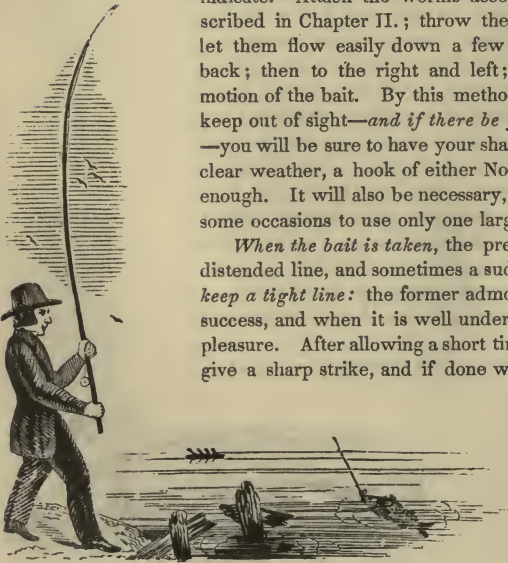 scribed in Chapter II.; throw the
let them flow easily down a few
back; then to the right and left;
motion of the bait. By this metho
keep out of sight—and if there be
—you will be sure to have your sha
clear weather, a hook of either No
enough. It will also be necessary,
some occasions to use only one larg
When the bait is taken, the pre
distended line, and sometimes a suc
keep a tight line: the former admo
success, and when it is well under
pleasure. After allowing a short ti
give a sharp strike, and if done w